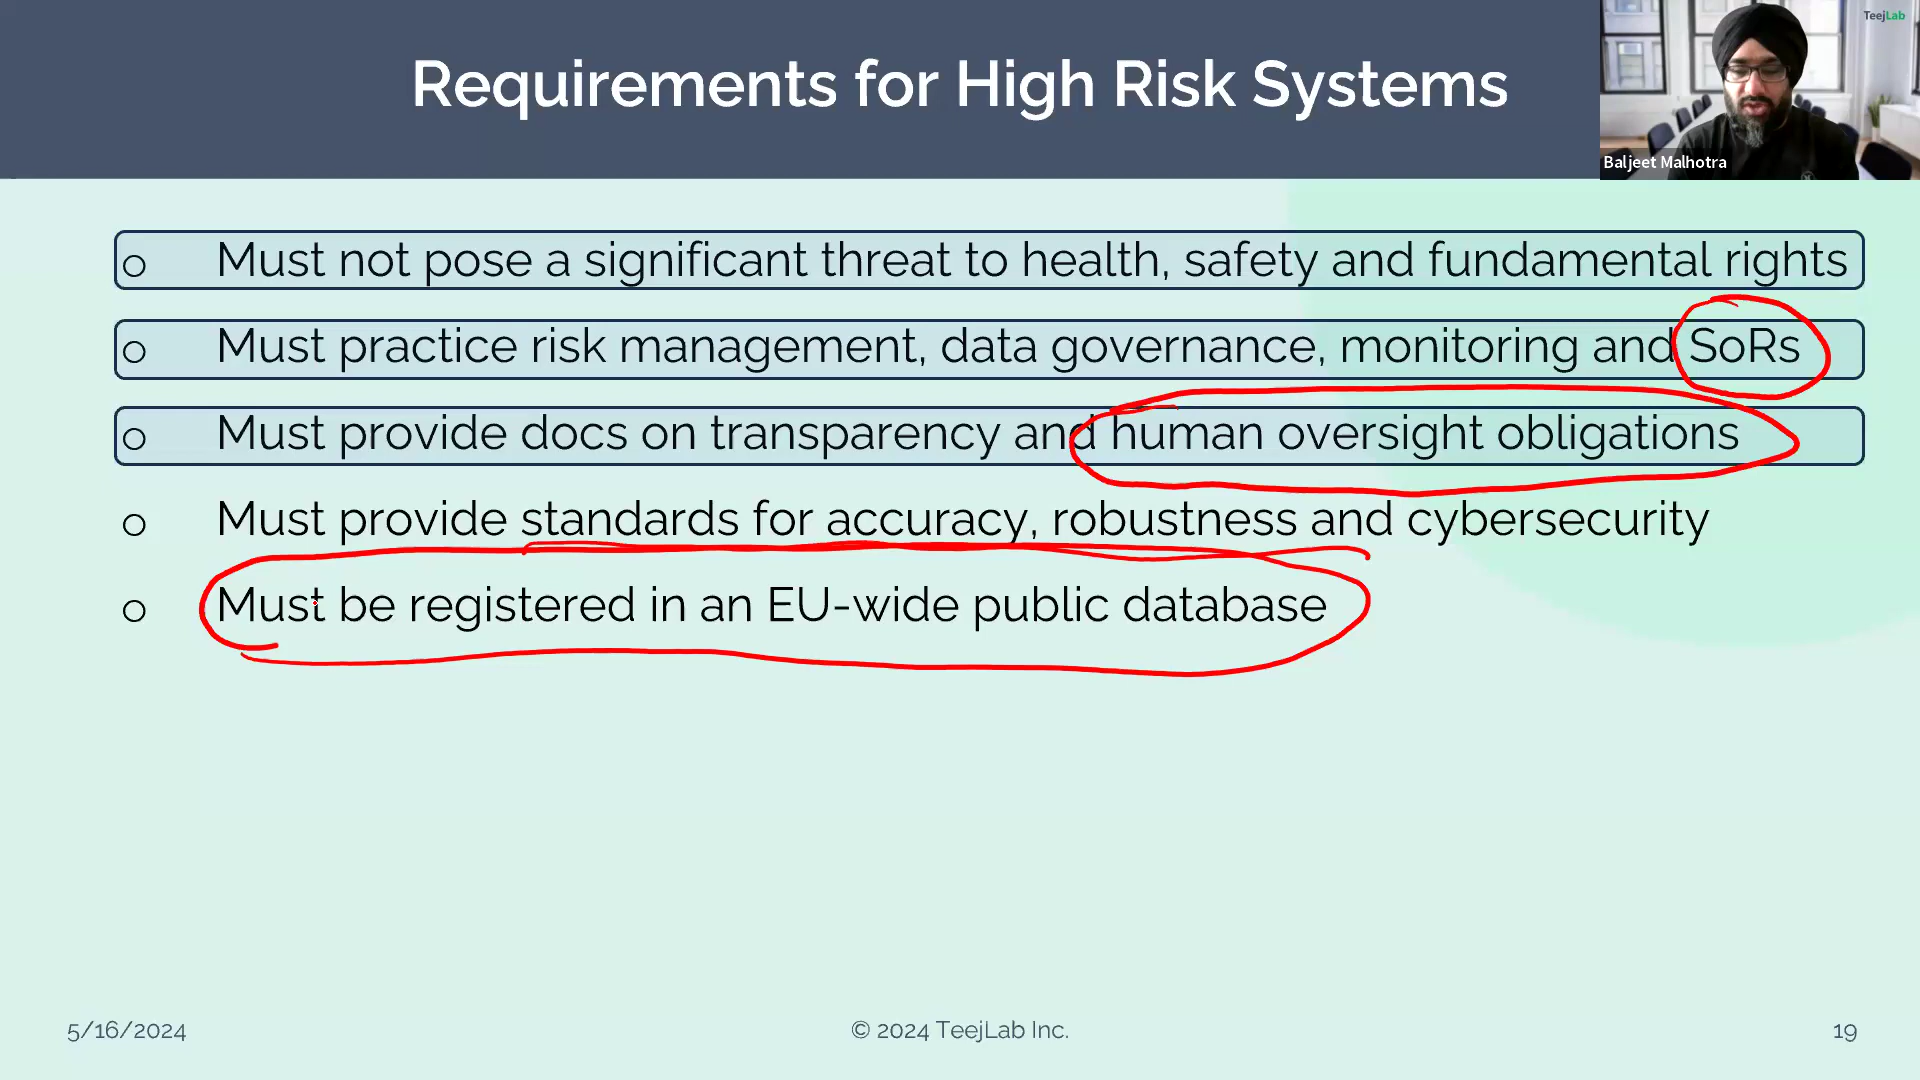 TeejLab
Requirements for High Risk Systems
Baljeet Malhotra
o Must not pose a significant threat to health, safety and fundamental rights
o Must practice risk management, data governance, monitoring and SoRs
o Must provide docs on transparency and human oversight obligations
o Must provide standards for accuracy, robustness and cybersecurity
o Must be registered in an EU-wide public database
5/16/2024
© 2024 TeejLab Inc.
19